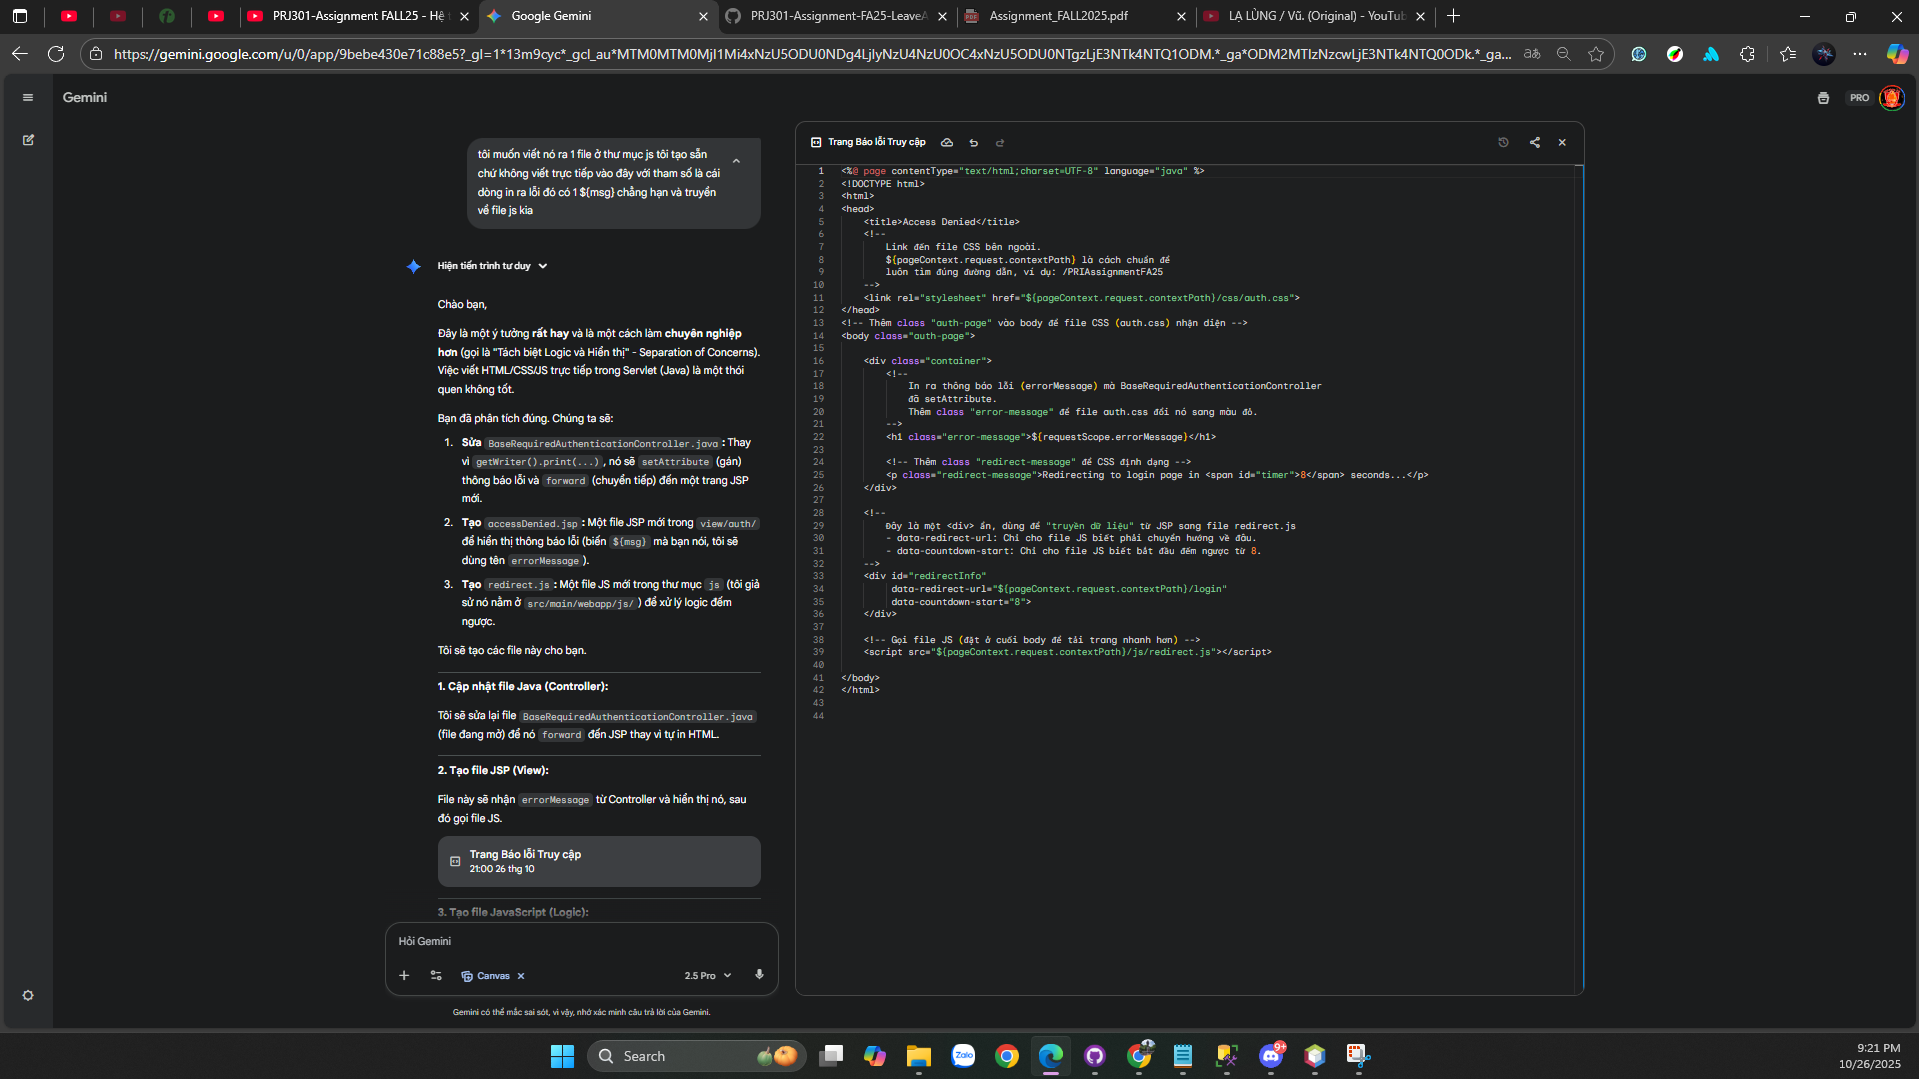 PRJ301-Assignment FALL25 - Hệ t
Google Gemini
PRJ301-Assignment-FA25-LeaveA
Assignment_FALL2025.pdf
LẠ LÙNG / Vũ. (Original) - YouTub
https://gemini.google.com/u/0/app/9bebe430e71c88e5?_gl=1*13m9cyc*_gcl_au*MTM0MTM0MjI1Mi4xNzU5ODU0NDg4LjIyNzU4NzU0OC4xNzU5ODU0NTgzLjE3NTk4NTQ1ODM.*_ga*ODM2MTIzNzcwLjE3NTk4NTQ0ODk.*_ga...
Gemini
PRO
tôi muốn viết nó ra 1 file ở thư mục js tôi tạo sẵn
chứ không viết trực tiếp vào đây với tham số là cái
dòng in ra lỗi đó có 1 ${msg} chẳng hạn và truyền
về file js kia
Hiện tiến trình tư duy
Chào bạn,
Đây là một ý tưởng rất hay và là một cách làm chuyên nghiệp
hơn (gọi là "Tách biệt Logic và Hiển thị" - Separation of Concerns).
Việc viết HTML/CSS/JS trực tiếp trong Servlet (Java) là một thói
quen không tốt.
Bạn đã phân tích đúng. Chúng ta sẽ:
1. Sửa BaseRequiredAuthenticationController.java : Thay
vì getWriter().print(...) , nó sẽ setAttribute (gán)
thông báo lỗi và forward (chuyển tiếp) đến một trang JSP
mới.
2. Tạo accessDenied.jsp : Một file JSP mới trong view/auth/
để hiển thị thông báo lỗi (biến ${msg} mà bạn nói, tôi sẽ
dùng tên errorMessage ).
3. Tạo redirect.js : Một file JS mới trong thư mục js (tôi giả
sử nó nằm ở src/main/webapp/js/ ) để xử lý logic đếm
ngược.
Tôi sẽ tạo các file này cho bạn.
1. Cập nhật file Java (Controller):
Tôi sẽ sửa lại file BaseRequiredAuthenticationController.java
(file đang mở) để nó forward đến JSP thay vì tự in HTML.
2. Tạo file JSP (View):
File này sẽ nhận errorMessage từ Controller và hiển thị nó, sau
đó gọi file JS.
Trang Báo lỗi Truy cập
21:00 26 thg 10
3. Tạo file JavaScript (Logic):
Hỏi Gemini
Canvas
2.5 Pro
Gemini có thể mắc sai sót, vì vậy, nhớ xác minh câu trả lời của Gemini.
Trang Báo lỗi Truy cập
1 <%@ page contentType="text/html;charset=UTF-8" language="java" %>
2 <!DOCTYPE html>
3 <html>
4 <head>
5 <title>Access Denied</title>
6 <!--
7 Link đến file CSS bên ngoài.
8 ${pageContext.request.contextPath} là cách chuẩn để
9 luôn tìm đúng đường dẫn, ví dụ: /PRIAssignmentFA25
10 -->
11 <link rel="stylesheet" href="${pageContext.request.contextPath}/css/auth.css">
12 </head>
13 <!-- Thêm class "auth-page" vào body để file CSS (auth.css) nhận diện -->
14 <body class="auth-page">
15
16 <div class="container">
17 <!--
18 In ra thông báo lỗi (errorMessage) mà BaseRequiredAuthenticationController
19 đã setAttribute.
20 Thêm class "error-message" để file auth.css đổi nó sang màu đỏ.
21 -->
22 <h1 class="error-message">${requestScope.errorMessage}</h1>
23
24 <!-- Thêm class "redirect-message" để CSS định dạng -->
25 <p class="redirect-message">Redirecting to login page in <span id="timer">8</span> seconds...</p>
26 </div>
27
28 <!--
29 Đây là một <div> ẩn, dùng để "truyền dữ liệu" từ JSP sang file redirect.js
30 - data-redirect-url: Chỉ cho file JS biết phải chuyển hướng về đâu.
31 - data-countdown-start: Chỉ cho file JS biết bắt đầu đếm ngược từ 8.
32 -->
33 <div id="redirectInfo"
34 data-redirect-url="${pageContext.request.contextPath}/login"
35 data-countdown-start="8">
36 </div>
37
38 <!-- Gọi file JS (đặt ở cuối body để tải trang nhanh hơn) -->
39 <script src="${pageContext.request.contextPath}/js/redirect.js"></script>
40
41 </body>
42 </html>
43
44
Search
Zalo
9+
9:21 PM
10/26/2025